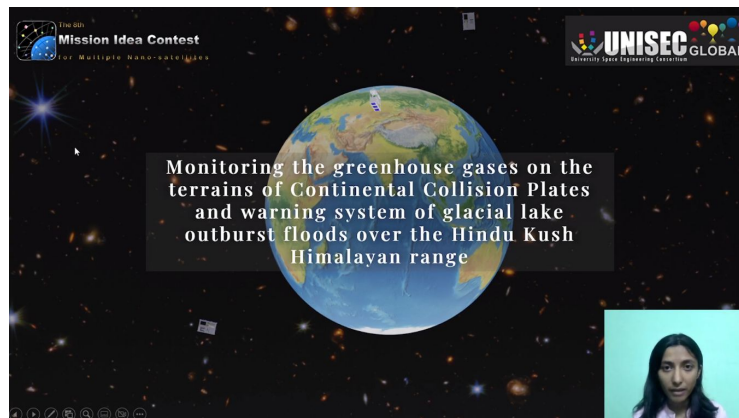 The 8th
Mission Idea Contest
for Multiple Nano-satellites
UNISEC GLOBAL
University Space Engineering Consortium
Monitoring the greenhouse gases on the
terrains of Continental Collision Plates
and warning system of glacial lake
outburst floods over the Hindu Kush
Himalayan range